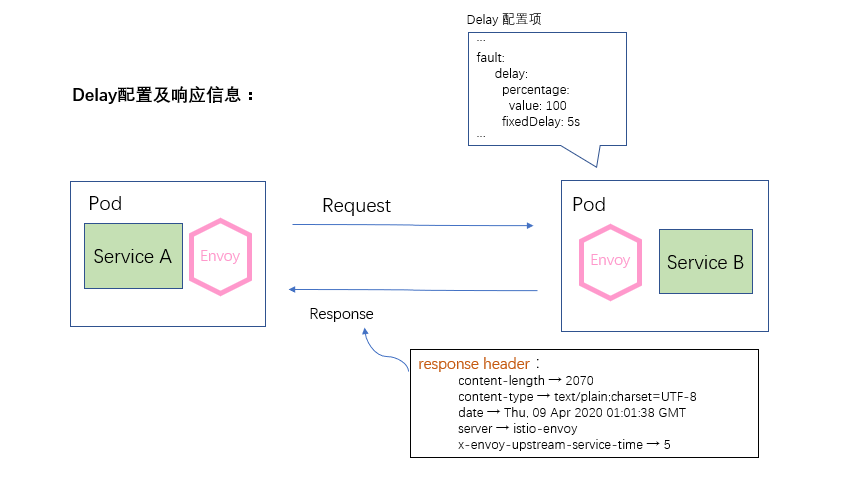 Delay 配置项
...
fault:
delay:
percentage:
value: 100
fixedDelay: 5s
...
Delay配置及响应信息：
Pod
Service A
Envoy
Request
Response
Pod
Envoy
Service B
response header：
content-length → 2070
content-type → text/plain;charset=UTF-8
date → Thu, 09 Apr 2020 01:01:38 GMT
server → istio-envoy
x-envoy-upstream-service-time → 5